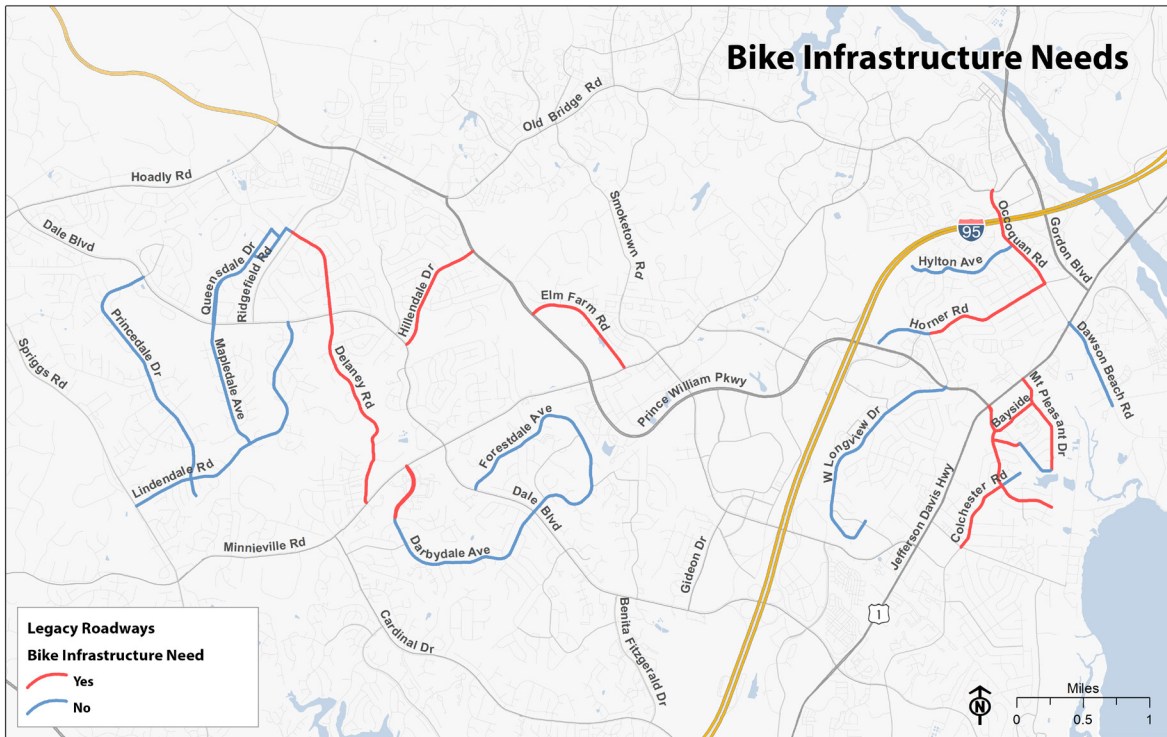 Bike Infrastructure Needs
Old Bridge Rd
Hoadly Rd
Dale Blvd
Smoketown Rd
Occoquan Rd
Gordon Blvd
95
Queensdale Dr
Ridgefield Rd
Hylton Ave
Hillendale Dr
Elm Farm Rd
Princedale Dr
Horner Rd
Spriggs Rd
Mapledale Ave
Delaney Rd
Dawson Beach Rd
Prince William Pkwy
Mt Pleasant Dr
Bayside
Forestdale Ave
W Longview Dr
Lindendale Rd
Dale Blvd
Colchester Rd
Jefferson Davis Hwy
Minnieville Rd
Darbydale Ave
Gideon Dr
Benita Fitzgerald Dr
Cardinal Dr
1
Legacy Roadways
Bike Infrastructure Need
Yes
No
N
Miles
0 0.5 1